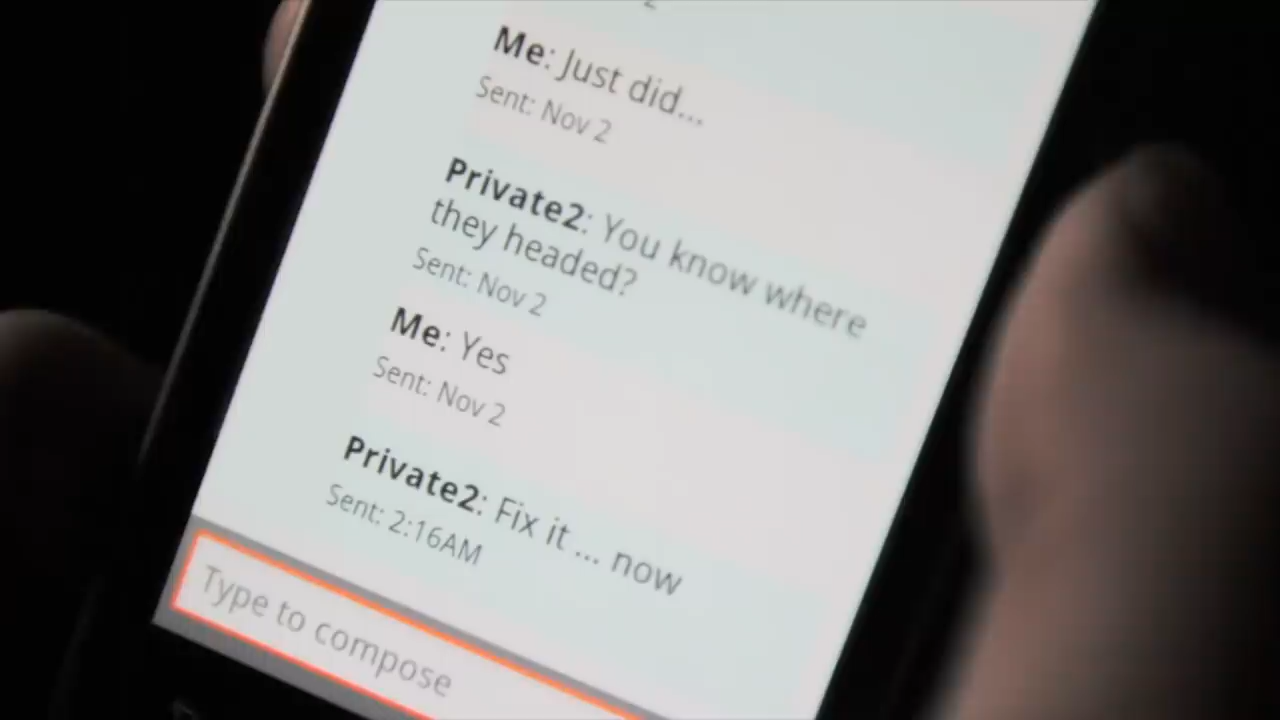 Me: Just did...
Sent: Nov 2
Private2: You know where
they headed?
Sent: Nov 2
Me: Yes
Sent: Nov 2
Private2: Fix it ... now
Sent: 2:16AM
Type to compose